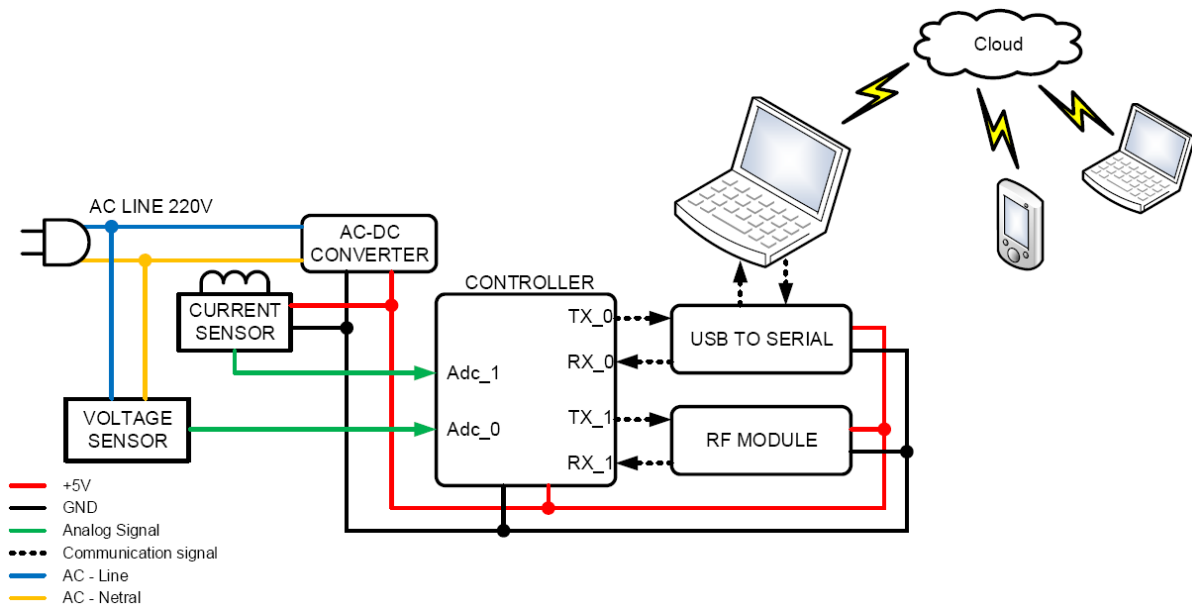 Cloud
AC LINE 220V
AC-DC
CONVERTER
CONTROLLER
CURRENT
SENSOR
TX_0
USB TO SERIAL
RX_0
Adc_1
VOLTAGE
SENSOR
Adc_0
TX_1
RF MODULE
RX_1
+5V
GND
Analog Signal
Communication signal
AC - Line
AC - Netral